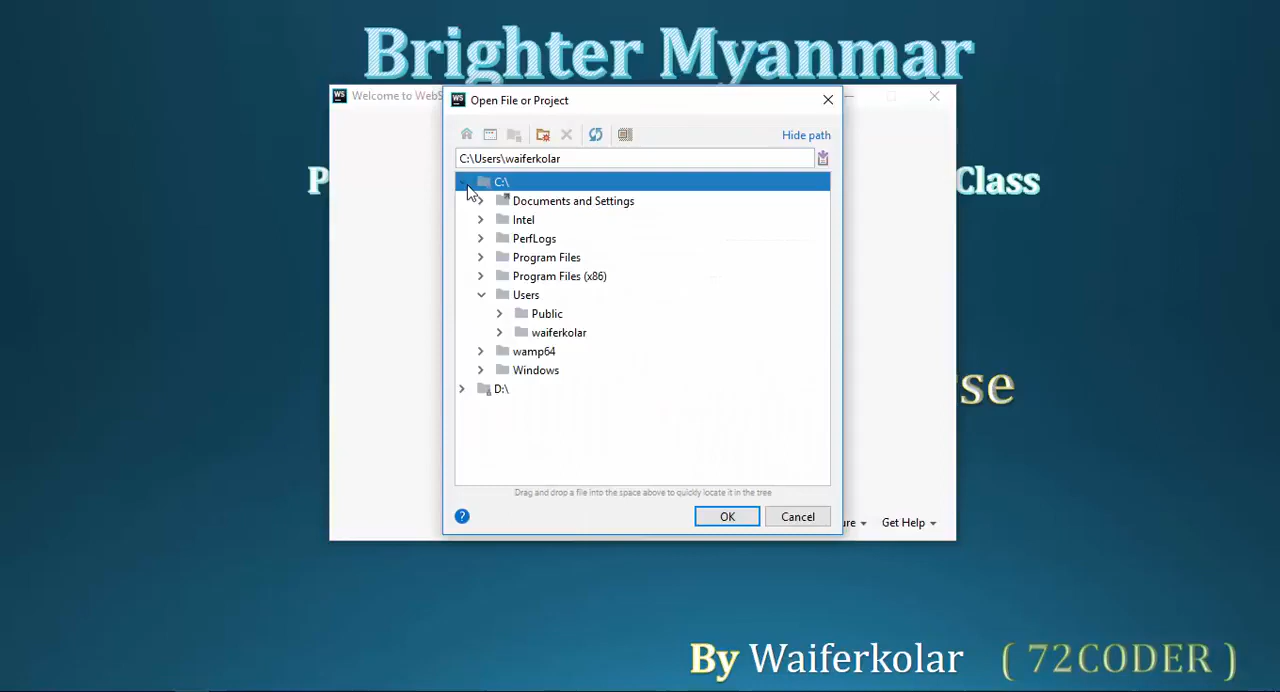 Brighter Myanmar
Welcome to WebS
Open File or Project
Hide path
C:\Users\waiferkolar
P
Class
C:\
Documents and Settings
Intel
PerfLogs
Program Files
Program Files (x86)
Users
Public
waiferkolar
wamp64
Windows
D:\
se
Drag and drop a file into the space above to quickly locate it in the tree
?
OK
Cancel
ure
Get Help
By Waiferkolar ( 72CODER )